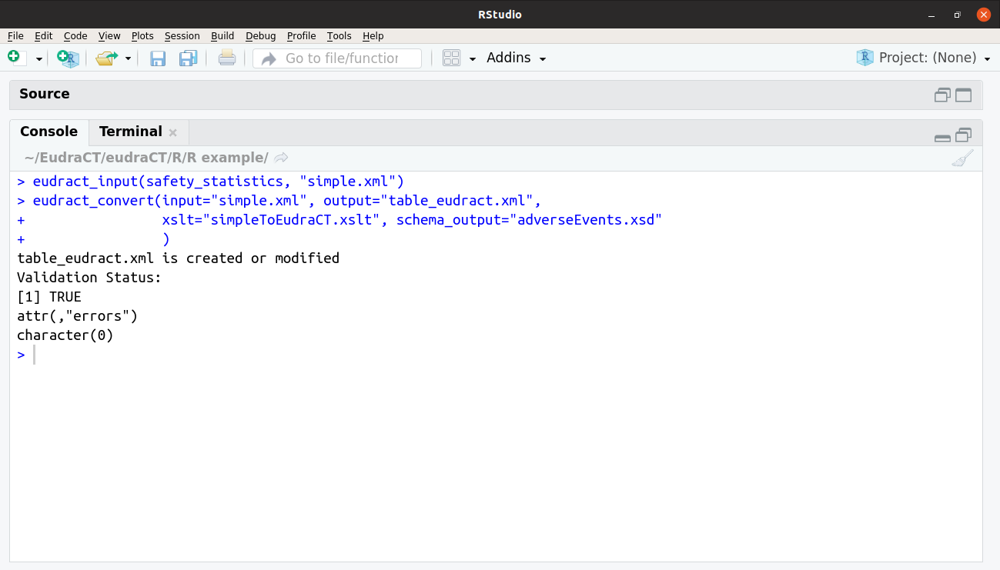 RStudio
File Edit Code View Plots Session Build Debug Profile Tools Help
R Go to file/function Addins R Project: (None)
Source
Console Terminal
~/EudraCT/eudraCT/R/R example/
> eudract_input(safety_statistics, "simple.xml")
> eudract_convert(input="simple.xml", output="table_eudract.xml",
+                 xslt="simpleToEudraCT.xslt", schema_output="adverseEvents.xsd"
+                 )
table_eudract.xml is created or modified
Validation Status:
[1] TRUE
attr(,"errors")
character(0)
>